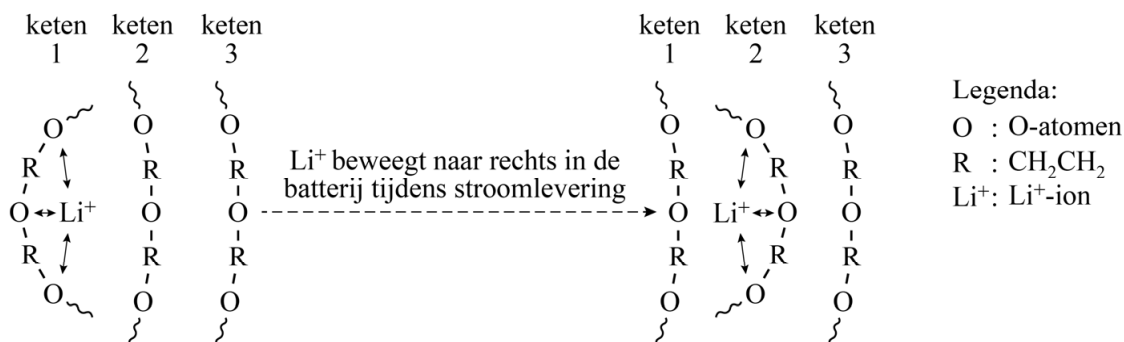 keten keten keten
1 2 3
O O O
R R R
O ↔ Li⁺ O O
R R R
O O O
Li⁺ beweegt naar rechts in de
batterij tijdens stroomlevering
keten keten keten
1 2 3
O O O
R R R
O Li⁺ ↔ O O
R R R
O O O
Legenda:
O : O-atomen
R : CH₂CH₂
Li⁺: Li⁺-ion